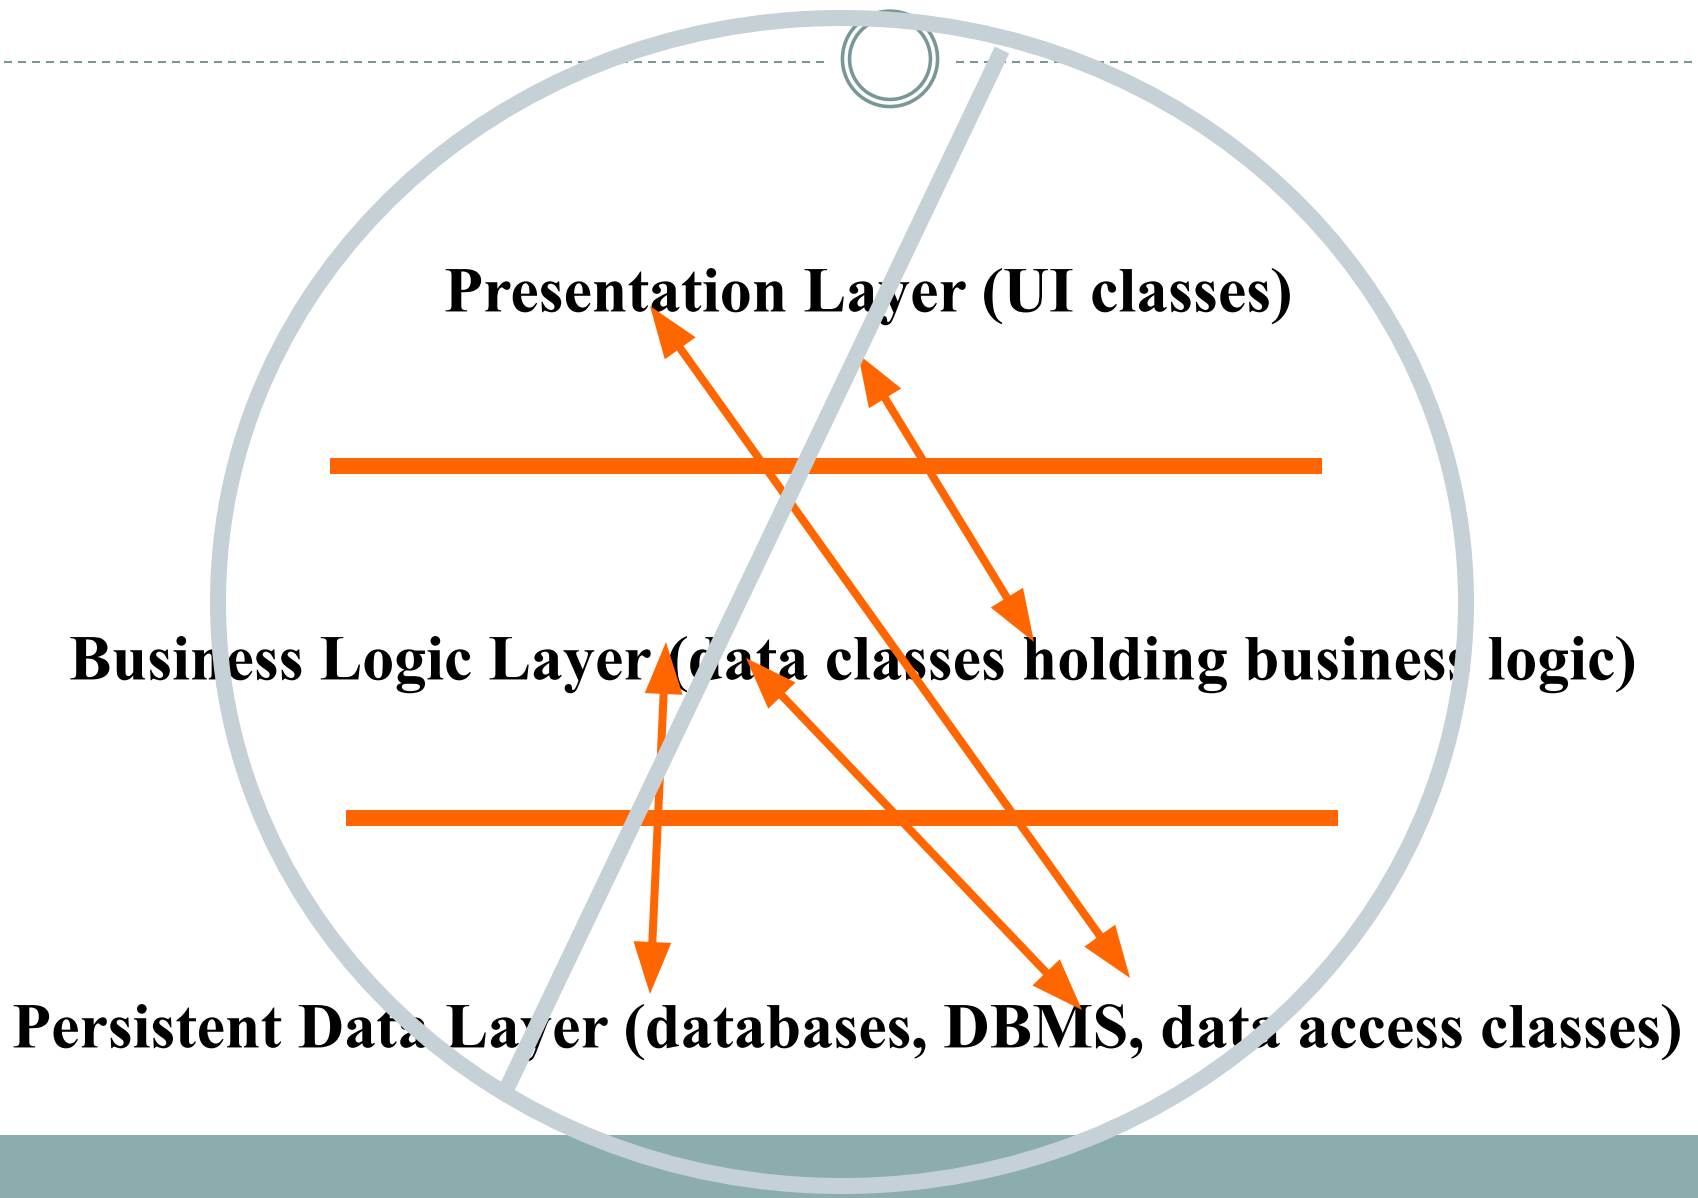 Presentation Layer (UI classes)
Business Logic Layer (data classes holding business logic)
Persistent Data Layer (databases, DBMS, data access classes)